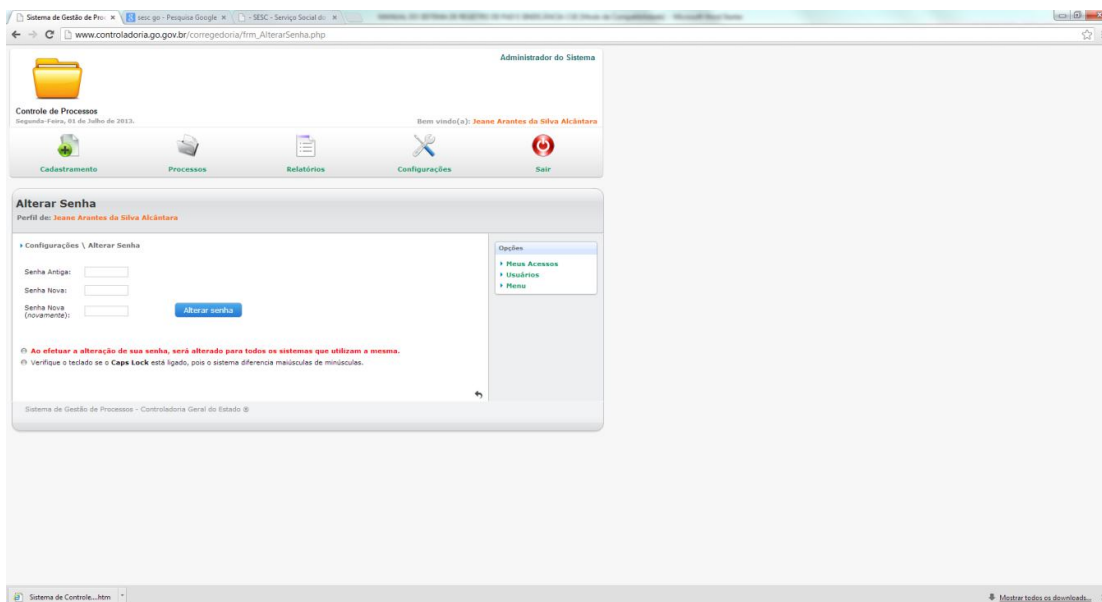 Sistema de Gestão de Pro
sesc go - Pesquisa Google
- SESC - Serviço Social do
www.controladoria.go.gov.br/corregedoria/frm_AlterarSenha.php
Administrador do Sistema
Controle de Processos
Segunda-Feira, 01 de Julho de 2013.
Bem vindo(a): Jeane Arantes da Silva Alcântara
Cadastramento
Processos
Relatórios
Configurações
Sair
Alterar Senha
Perfil de: Jeane Arantes da Silva Alcântara
Configurações \ Alterar Senha
Senha Antiga:
Senha Nova:
Senha Nova
(novamente):
Alterar senha
Opções
Meus Acessos
Usuários
Menu
Ao efetuar a alteração de sua senha, será alterado para todos os sistemas que utilizam a mesma.
Verifique o teclado se o Caps Lock está ligado, pois o sistema diferencia maiúsculas de minúsculas.
Sistema de Gestão de Processos - Controladoria Geral do Estado
Sistema de Controle....htm
Mostrar todos os downloads...